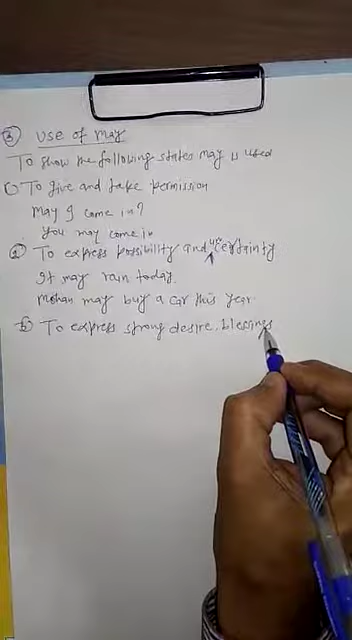 ③ Use of May
To show the following states may is used
① To give and take permission
May I come in?
You may come in
② To express possibility and uncertainty
It may rain today.
Mohan may buy a car this year.
To express strong desire, blessings